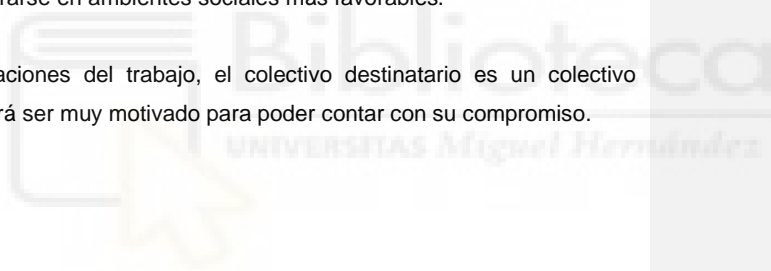 rarse en ambientes sociales más favorables.
Biblioteca
aciones del trabajo, el colectivo destinatario es un colectivo
rá ser muy motivado para poder contar con su compromiso.
UNIVERSITAS Miguel Hernández